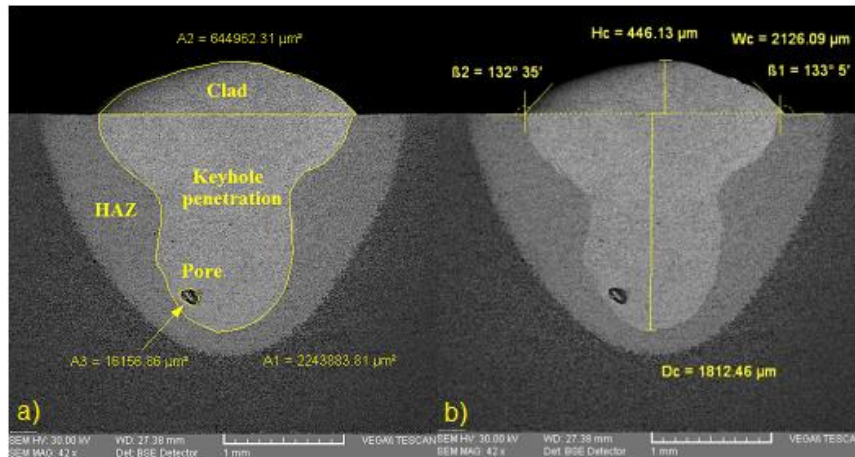 A2 = 644962.31 µm²
Clad
Keyhole
penetration
HAZ
Pore
A3 = 16156.86 µm²
A1 = 2243883.81 µm²
a)
SEM HV: 30.00 kV
WD: 27.38 mm
VEGA\\ TESCAN
SEM MAG: 42 x
Det: BSE Detector
1 mm
Hc = 446.13 µm
Wc = 2126.09 µm
ß2 = 132° 35'
ß1 = 133° 5'
Dc = 1812.46 µm
b)
SEM HV: 30.00 kV
WD: 27.38 mm
VEGA\\ TESCAN
SEM MAG: 42 x
Det: BSE Detector
1 mm